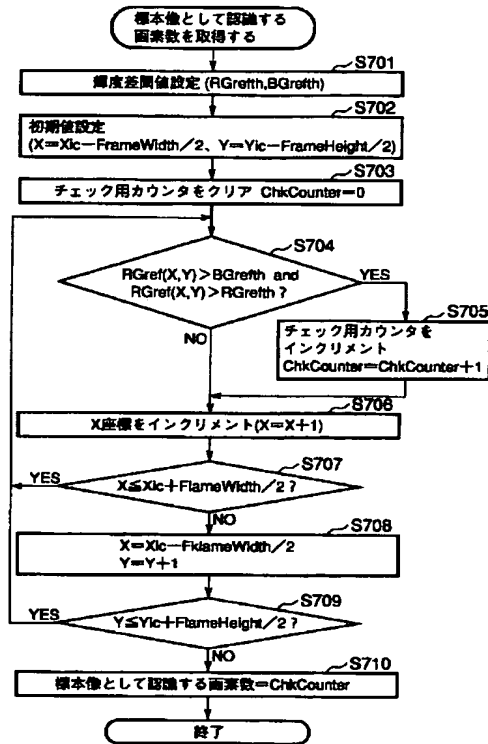 標本像として認識する
画素数を取得する
S701
輝度差閾値設定 (RGrefth,BGrefth)
S702
初期値設定
(X=Xic−FrameWidth/2、Y=Yic−FrameHeight/2)
S703
チェック用カウンタをクリア ChkCounter=0
S704
RGref(X,Y)>BGrefth and
RGref(X,Y)>RGrefth ?
YES
NO
S705
チェック用カウンタを
インクリメント
ChkCounter=ChkCounter+1
S706
X座標をインクリメント(X=X+1)
S707
YES
X≦Xic+FlameWidth/2 ?
NO
S708
X=Xic−FklameWidth/2
Y=Y+1
S709
YES
Y≦Yic+FlameHeight/2 ?
NO
S710
標本像として認識する画素数=ChkCounter
終了